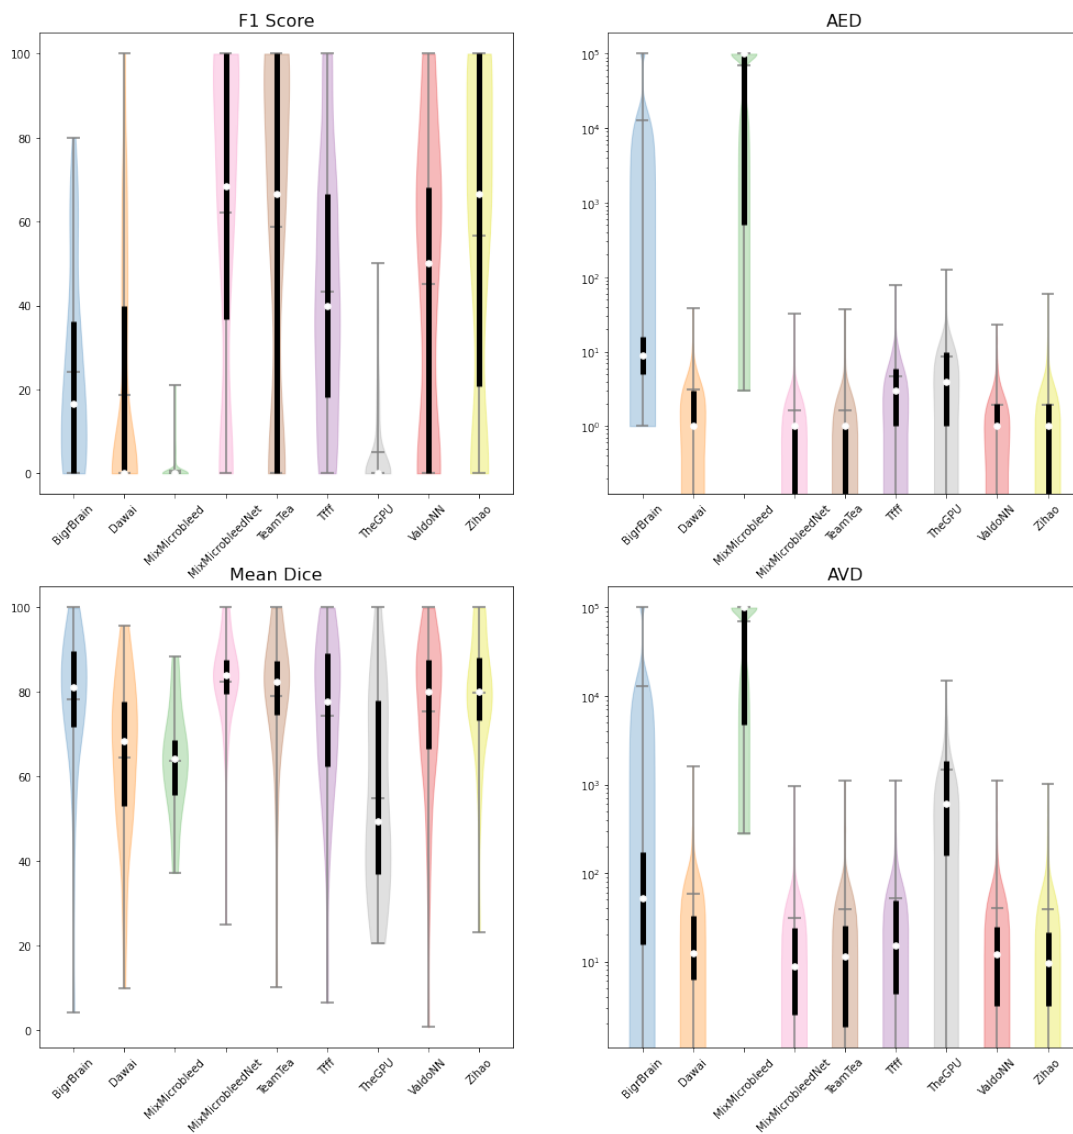 F1 Score
100
80
60
40
20
0
BigrBrain
Dawai
MixMicrobleed
MixMicrobleedNet
TeamTea
Tfff
TheGPU
ValdoNN
Zihao
AED
10^5
10^4
10^3
10^2
10^1
10^0
BigrBrain
Dawai
MixMicrobleed
MixMicrobleedNet
TeamTea
Tfff
TheGPU
ValdoNN
Zihao
Mean Dice
100
80
60
40
20
0
BigrBrain
Dawai
MixMicrobleed
MixMicrobleedNet
TeamTea
Tfff
TheGPU
ValdoNN
Zihao
AVD
10^5
10^4
10^3
10^2
10^1
BigrBrain
Dawai
MixMicrobleed
MixMicrobleedNet
TeamTea
Tfff
TheGPU
ValdoNN
Zihao